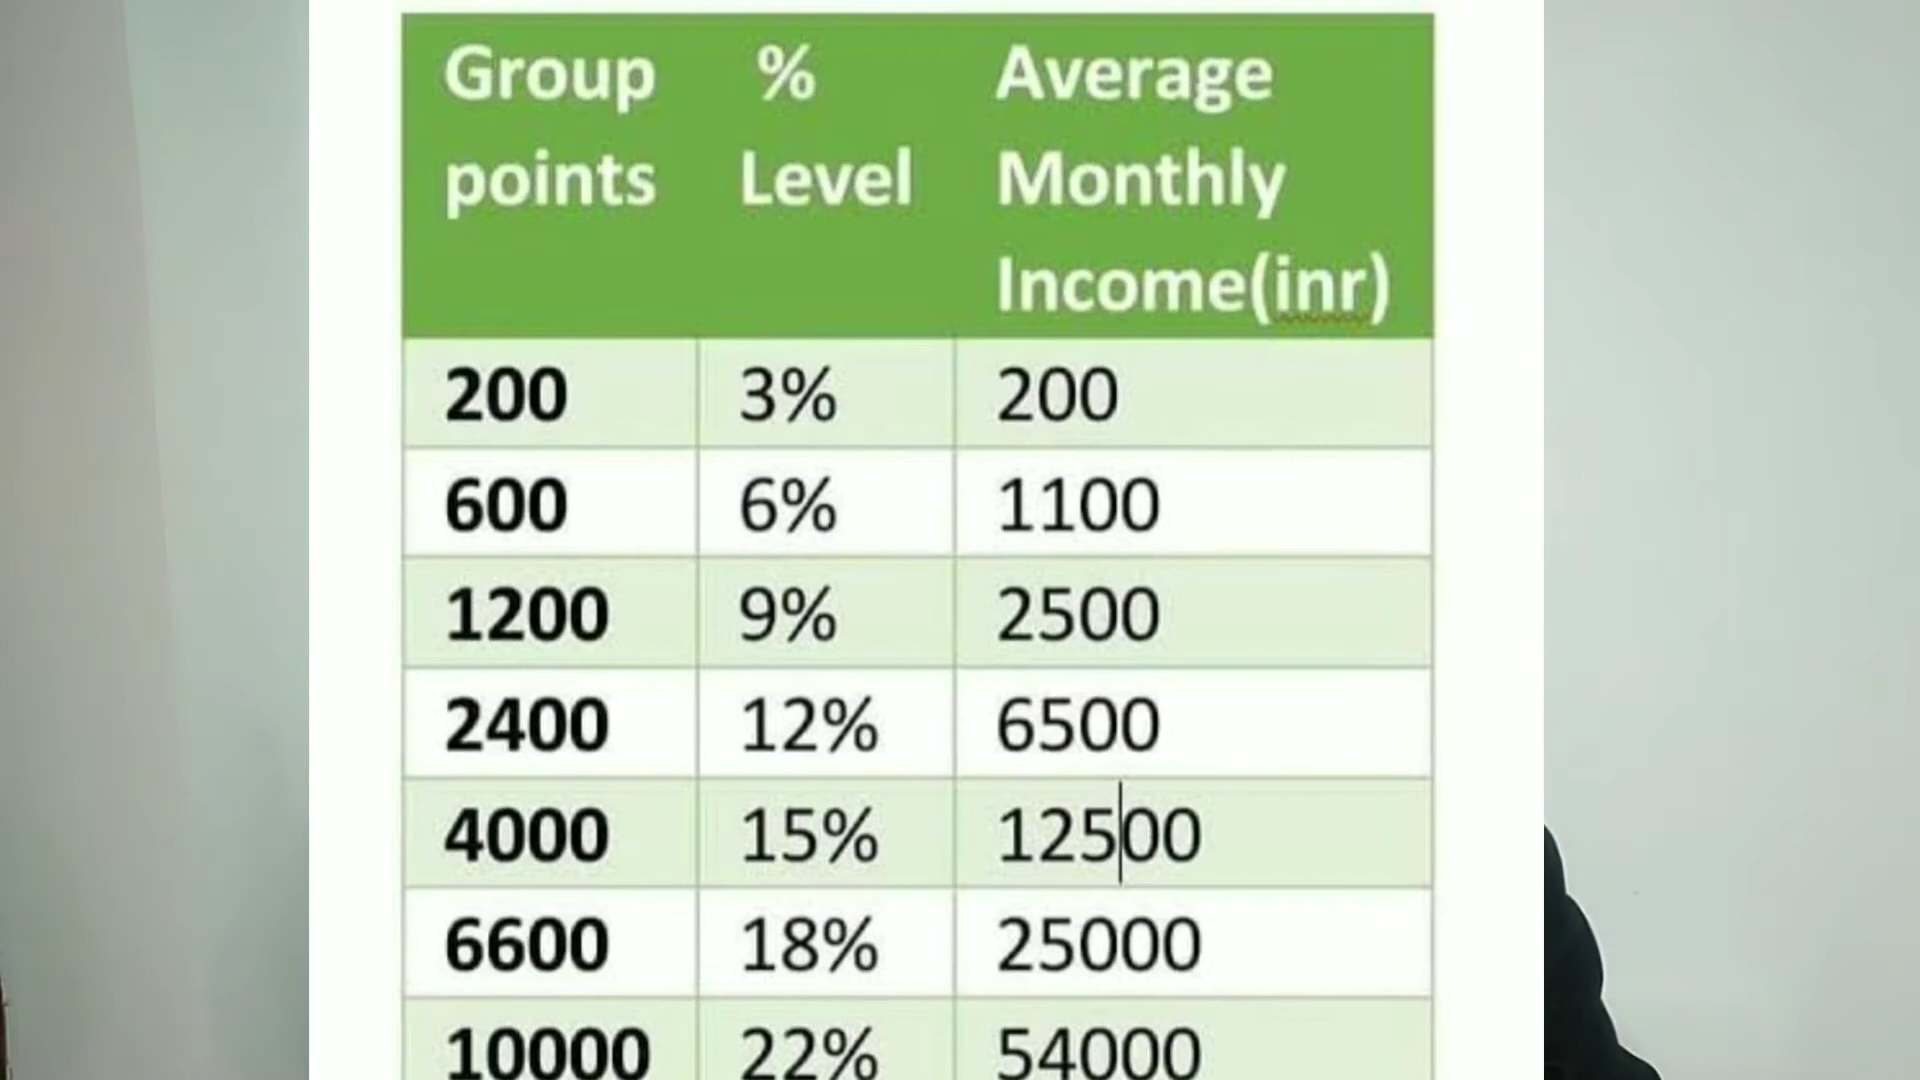 Group % Average
points Level Monthly
Income(inr)
200 3% 200
600 6% 1100
1200 9% 2500
2400 12% 6500
4000 15% 12500
6600 18% 25000
10000 22% 54000